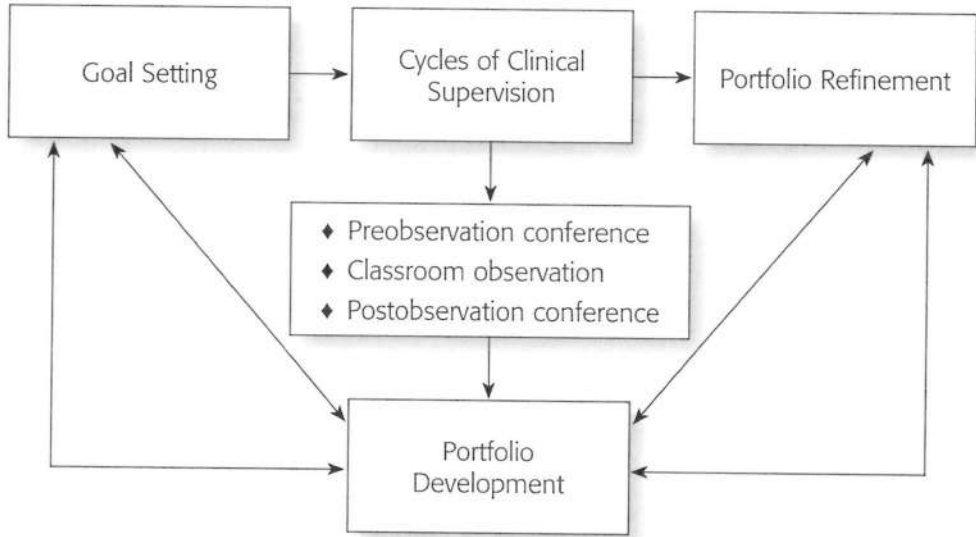 Goal Setting
Cycles of Clinical
Supervision
Portfolio Refinement
♦ Preobservation conference
♦ Classroom observation
♦ Postobservation conference
Portfolio
Development